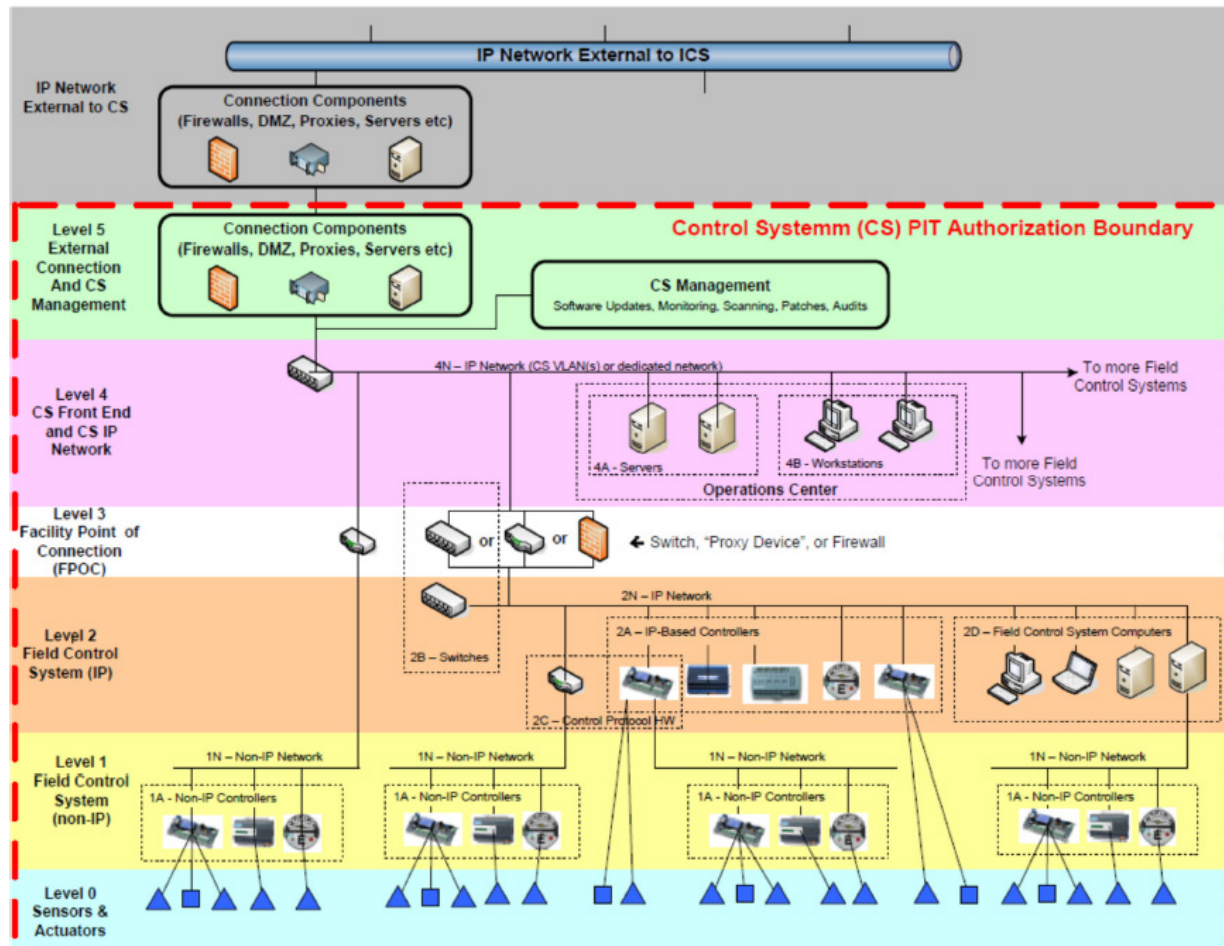 IP Network External to ICS
IP Network
External to CS
Connection Components
(Firewalls, DMZ, Proxies, Servers etc)
Level 5
External
Connection
And CS
Management
Connection Components
(Firewalls, DMZ, Proxies, Servers etc)
Control Systemm (CS) PIT Authorization Boundary
CS Management
Software Updates, Monitoring, Scanning, Patches, Audits
Level 4
CS Front End
and CS IP
Network
4N – IP Network (CS VLAN(s) or dedicated network)
To more Field
Control Systems
4A - Servers
4B - Workstations
Operations Center
To more Field
Control Systems
Level 3
Facility Point of
Connection
(FPOC)
or
or
← Switch, "Proxy Device", or Firewall
Level 2
Field Control
System (IP)
2N – IP Network
2B – Switches
2A – IP-Based Controllers
2D – Field Control System Computers
E
2C – Control Protocol HW
Level 1
Field Control
System
(non-IP)
1N – Non-IP Network
1N – Non-IP Network
1N – Non-IP Network
1N – Non-IP Network
1A - Non-IP Controllers
1A - Non-IP Controllers
1A - Non-IP Controllers
1A - Non-IP Controllers
E
E
E
E
Level 0
Sensors &
Actuators